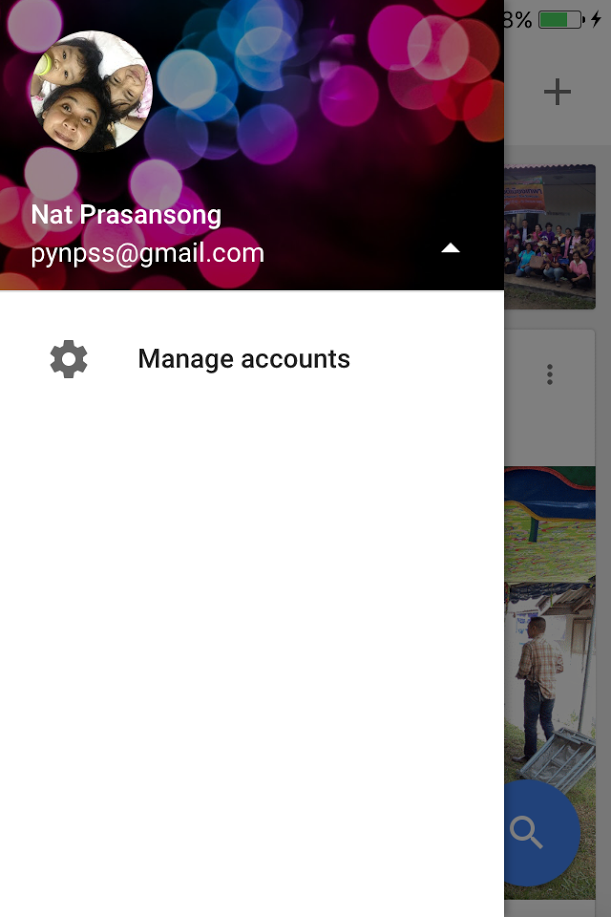 8%
Nat Prasansong
pynpss@gmail.com
Manage accounts